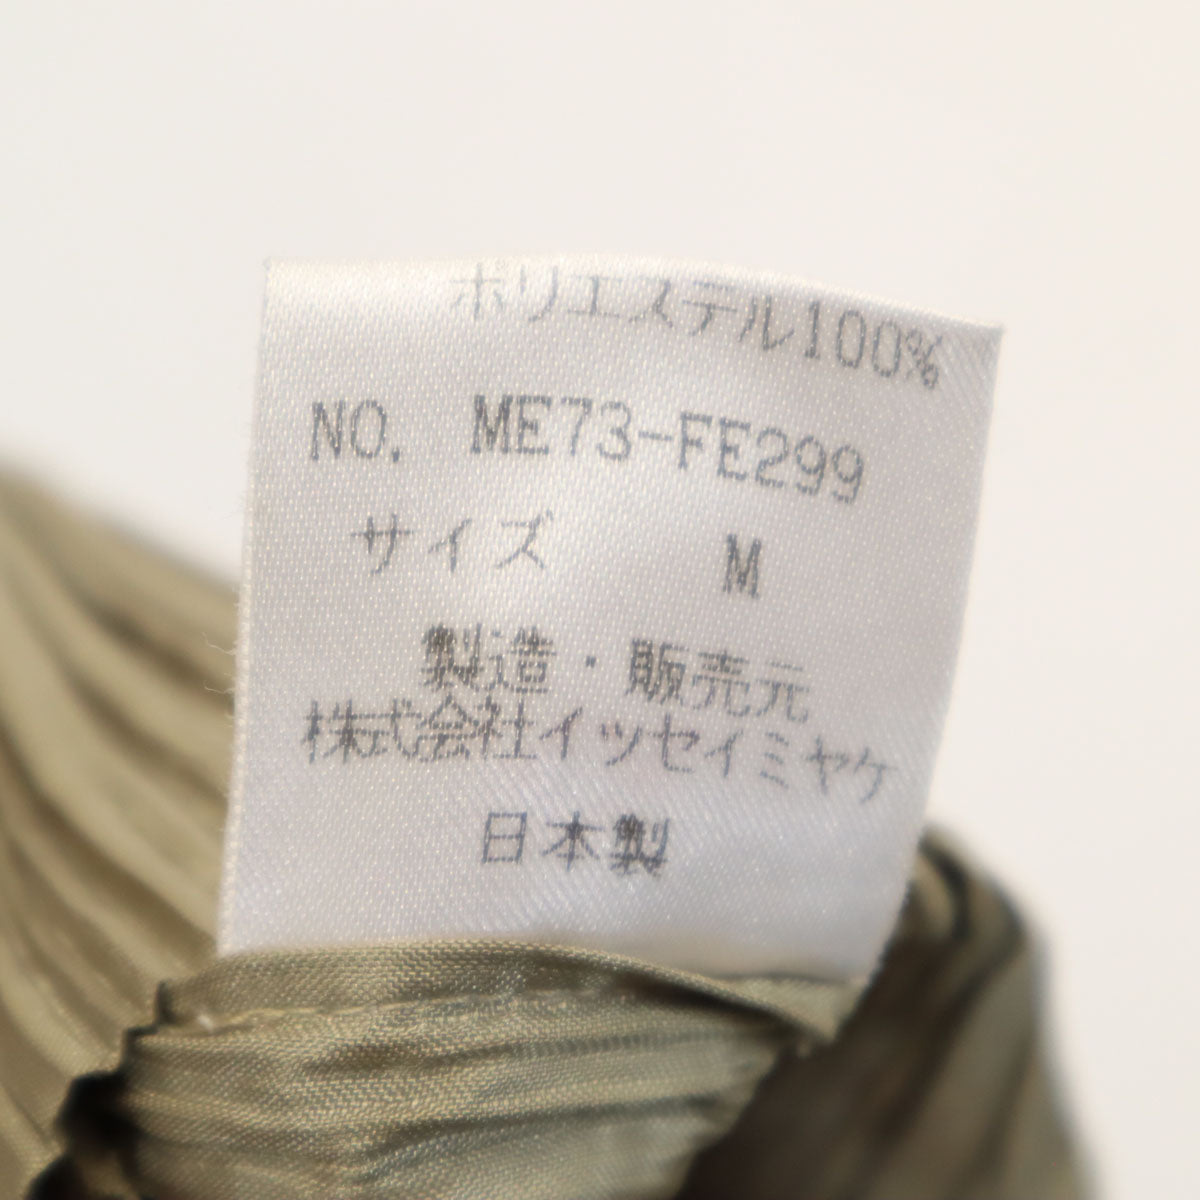 ポリエステル100%
NO. ME73-FE299
サイズ M
製造・販売元
株式会社イッセイミヤケ
日本製